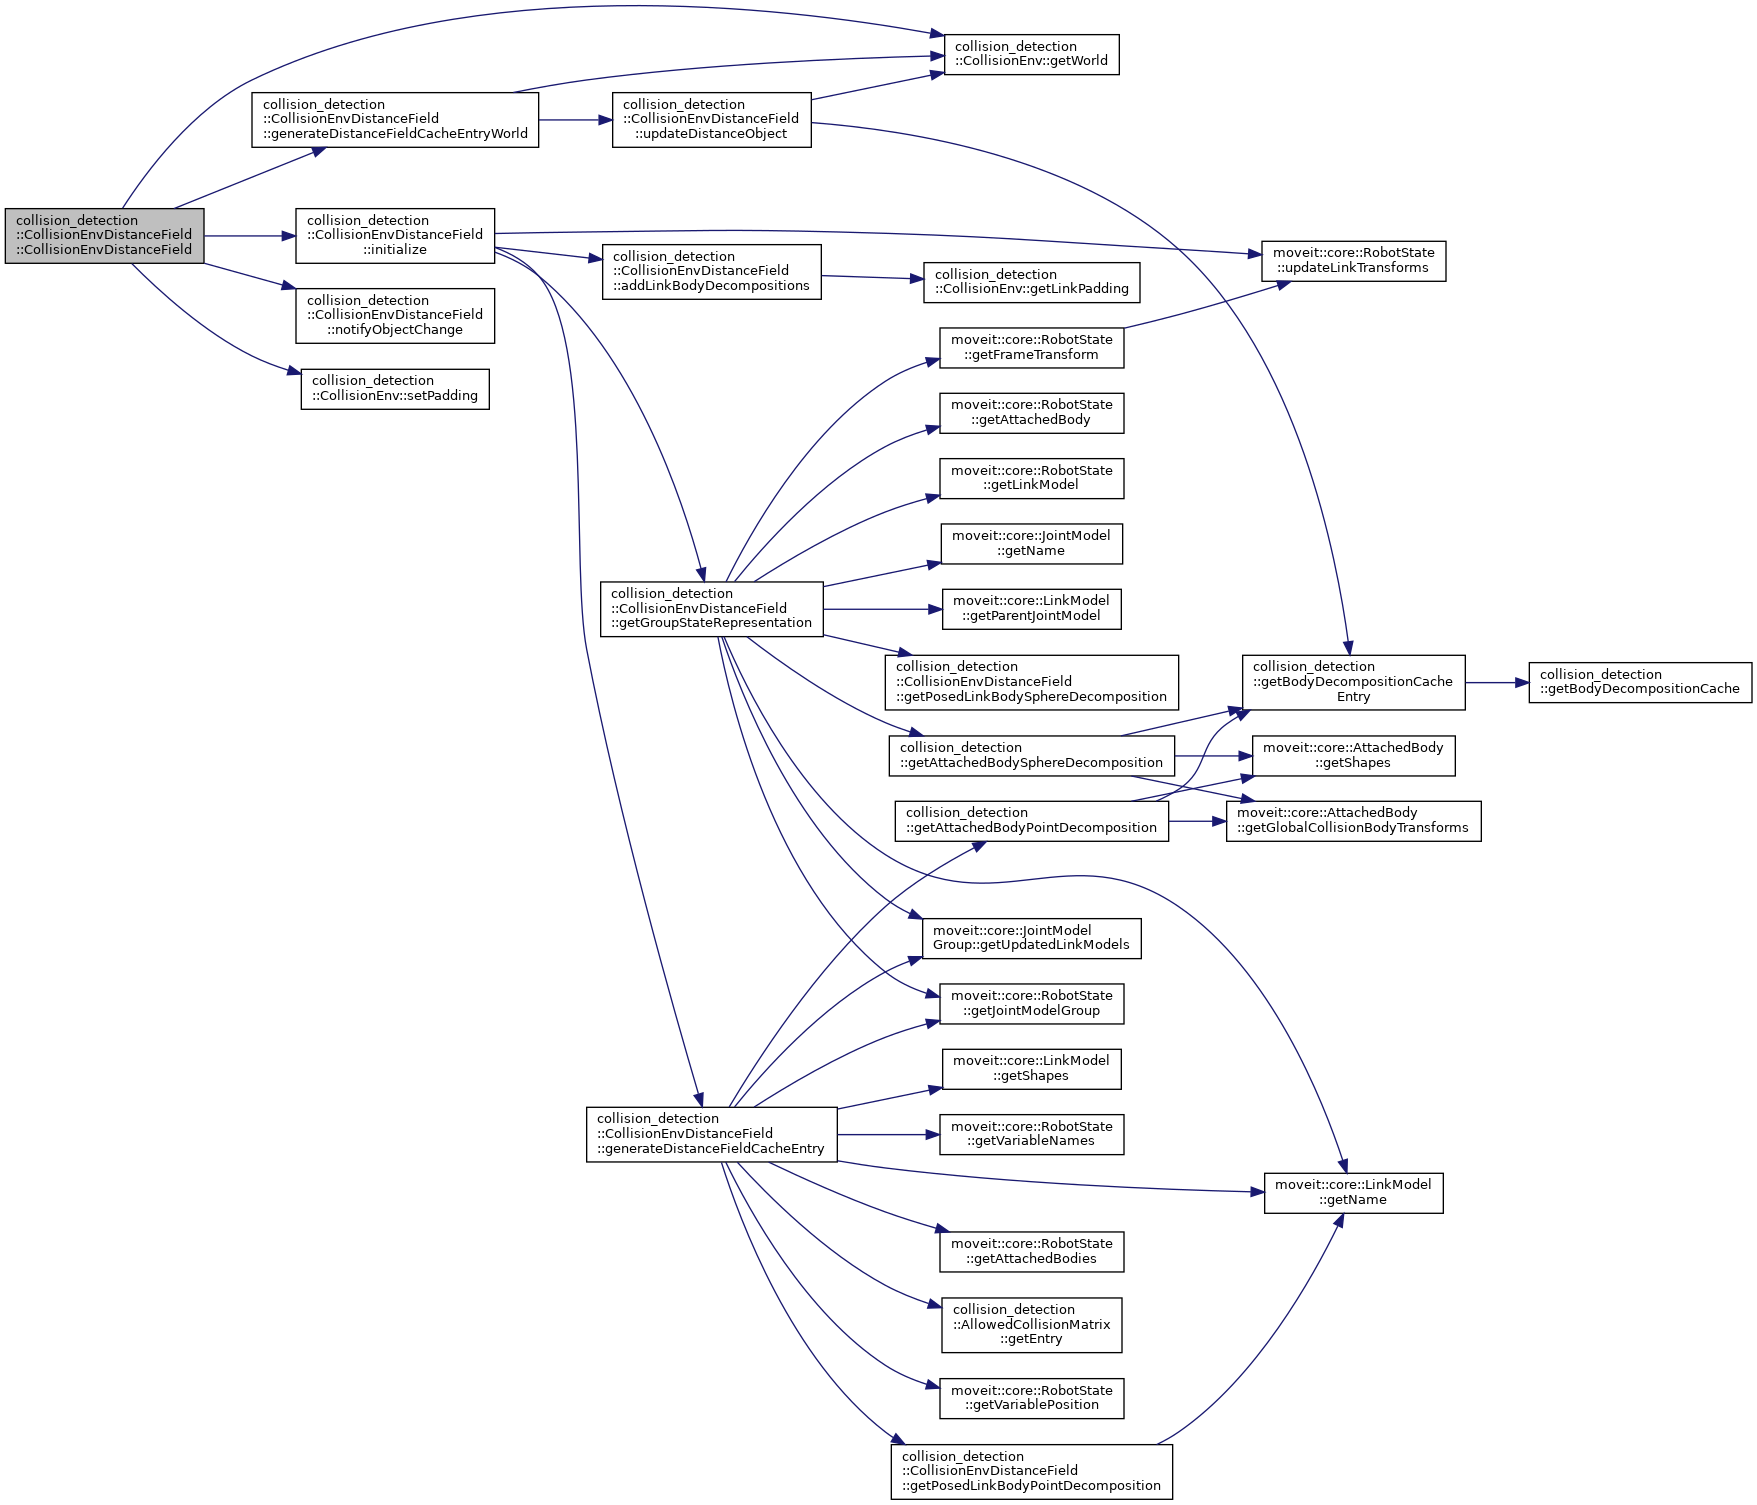 collision_detection
::CollisionEnvDistanceField
::CollisionEnvDistanceField
collision_detection
::CollisionEnv::getWorld
collision_detection
::CollisionEnvDistanceField
::generateDistanceFieldCacheEntryWorld
collision_detection
::CollisionEnvDistanceField
::updateDistanceObject
collision_detection
::CollisionEnvDistanceField
::initialize
collision_detection
::CollisionEnvDistanceField
::notifyObjectChange
collision_detection
::CollisionEnv::setPadding
collision_detection
::CollisionEnvDistanceField
::addLinkBodyDecompositions
collision_detection
::CollisionEnv::getLinkPadding
moveit::core::RobotState
::updateLinkTransforms
moveit::core::RobotState
::getFrameTransform
moveit::core::RobotState
::getAttachedBody
moveit::core::RobotState
::getLinkModel
moveit::core::JointModel
::getName
collision_detection
::CollisionEnvDistanceField
::getGroupStateRepresentation
moveit::core::LinkModel
::getParentJointModel
collision_detection
::CollisionEnvDistanceField
::getPosedLinkBodySphereDecomposition
collision_detection
::getBodyDecompositionCache
Entry
collision_detection
::getBodyDecompositionCache
collision_detection
::getAttachedBodySphereDecomposition
moveit::core::AttachedBody
::getShapes
collision_detection
::getAttachedBodyPointDecomposition
moveit::core::AttachedBody
::getGlobalCollisionBodyTransforms
moveit::core::JointModel
Group::getUpdatedLinkModels
moveit::core::RobotState
::getJointModelGroup
moveit::core::LinkModel
::getShapes
collision_detection
::CollisionEnvDistanceField
::generateDistanceFieldCacheEntry
moveit::core::RobotState
::getVariableNames
moveit::core::LinkModel
::getName
moveit::core::RobotState
::getAttachedBodies
collision_detection
::AllowedCollisionMatrix
::getEntry
moveit::core::RobotState
::getVariablePosition
collision_detection
::CollisionEnvDistanceField
::getPosedLinkBodyPointDecomposition